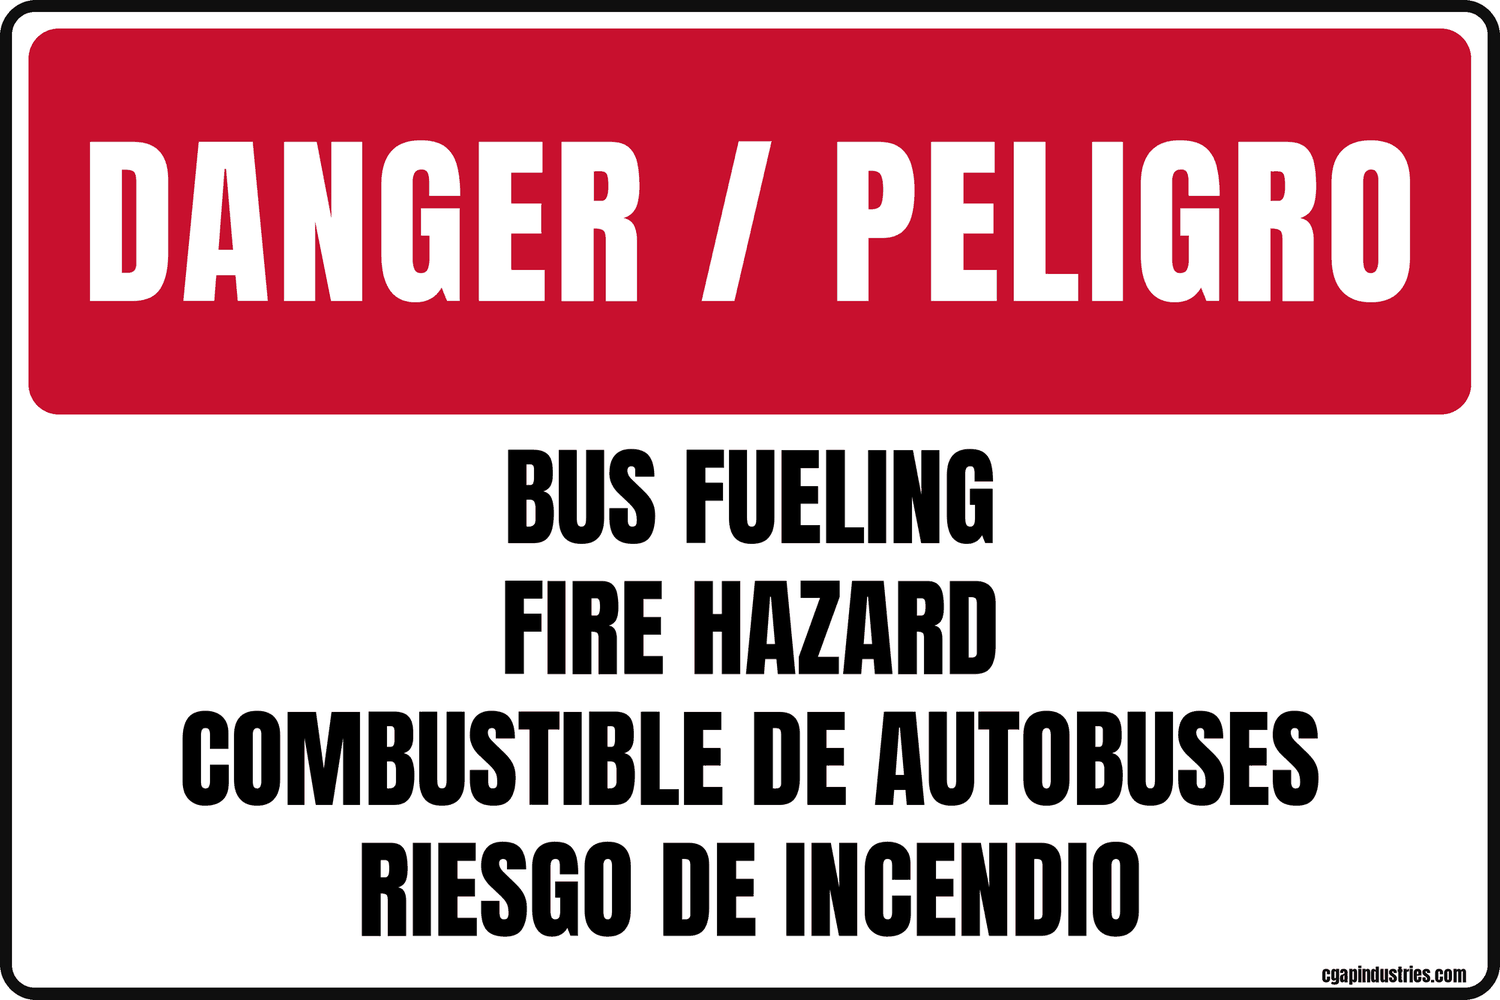 DANGER / PELIGRO
BUS FUELING
FIRE HAZARD
COMBUSTIBLE DE AUTOBUSES
RIESGO DE INCENDIO
cgapindustries.com